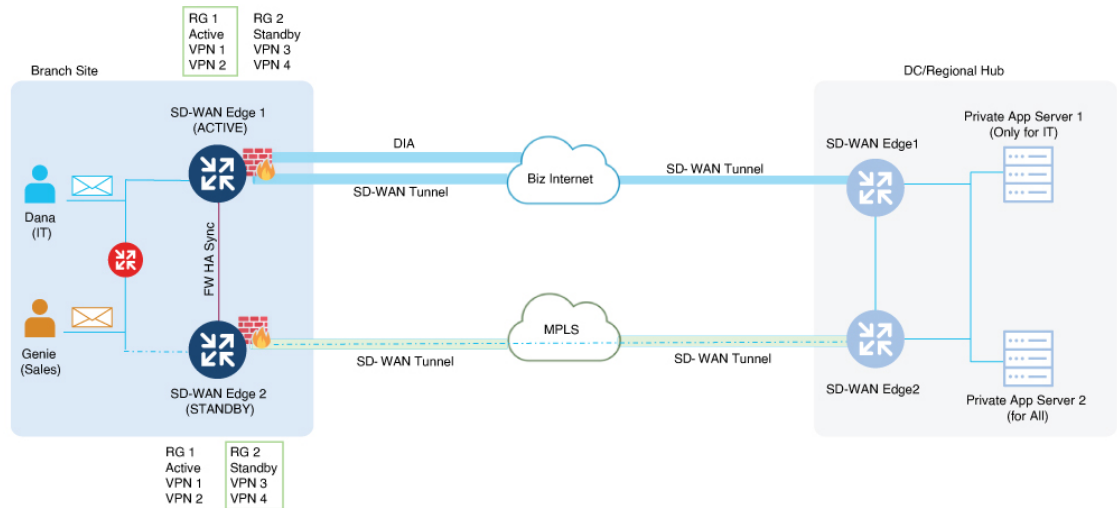 RG 1
Active
VPN 1
VPN 2
RG 2
Standby
VPN 3
VPN 4
Branch Site
DC/Regional Hub
SD-WAN Edge 1
(ACTIVE)
Private App Server 1
(Only for IT)
DIA
SD-WAN Edge1
Biz Internet
SD- WAN Tunnel
SD-WAN Tunnel
Dana
(IT)
FW HA Sync
MPLS
Genie
(Sales)
SD- WAN Tunnel
SD- WAN Tunnel
SD-WAN Edge 2
(STANDBY)
SD-WAN Edge2
Private App Server 2
(for All)
RG 1
Active
VPN 1
VPN 2
RG 2
Standby
VPN 3
VPN 4